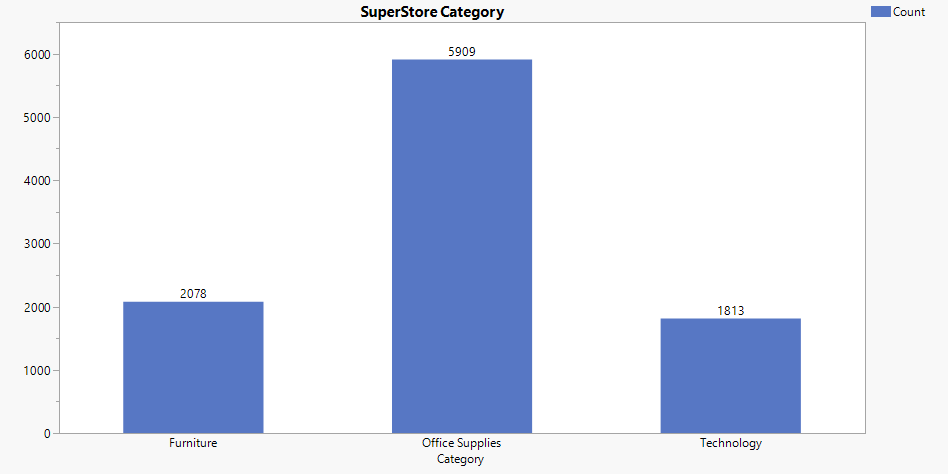 SuperStore Category
Count
6000
5000
4000
3000
2000
1000
0
2078
5909
1813
Furniture
Office Supplies
Technology
Category